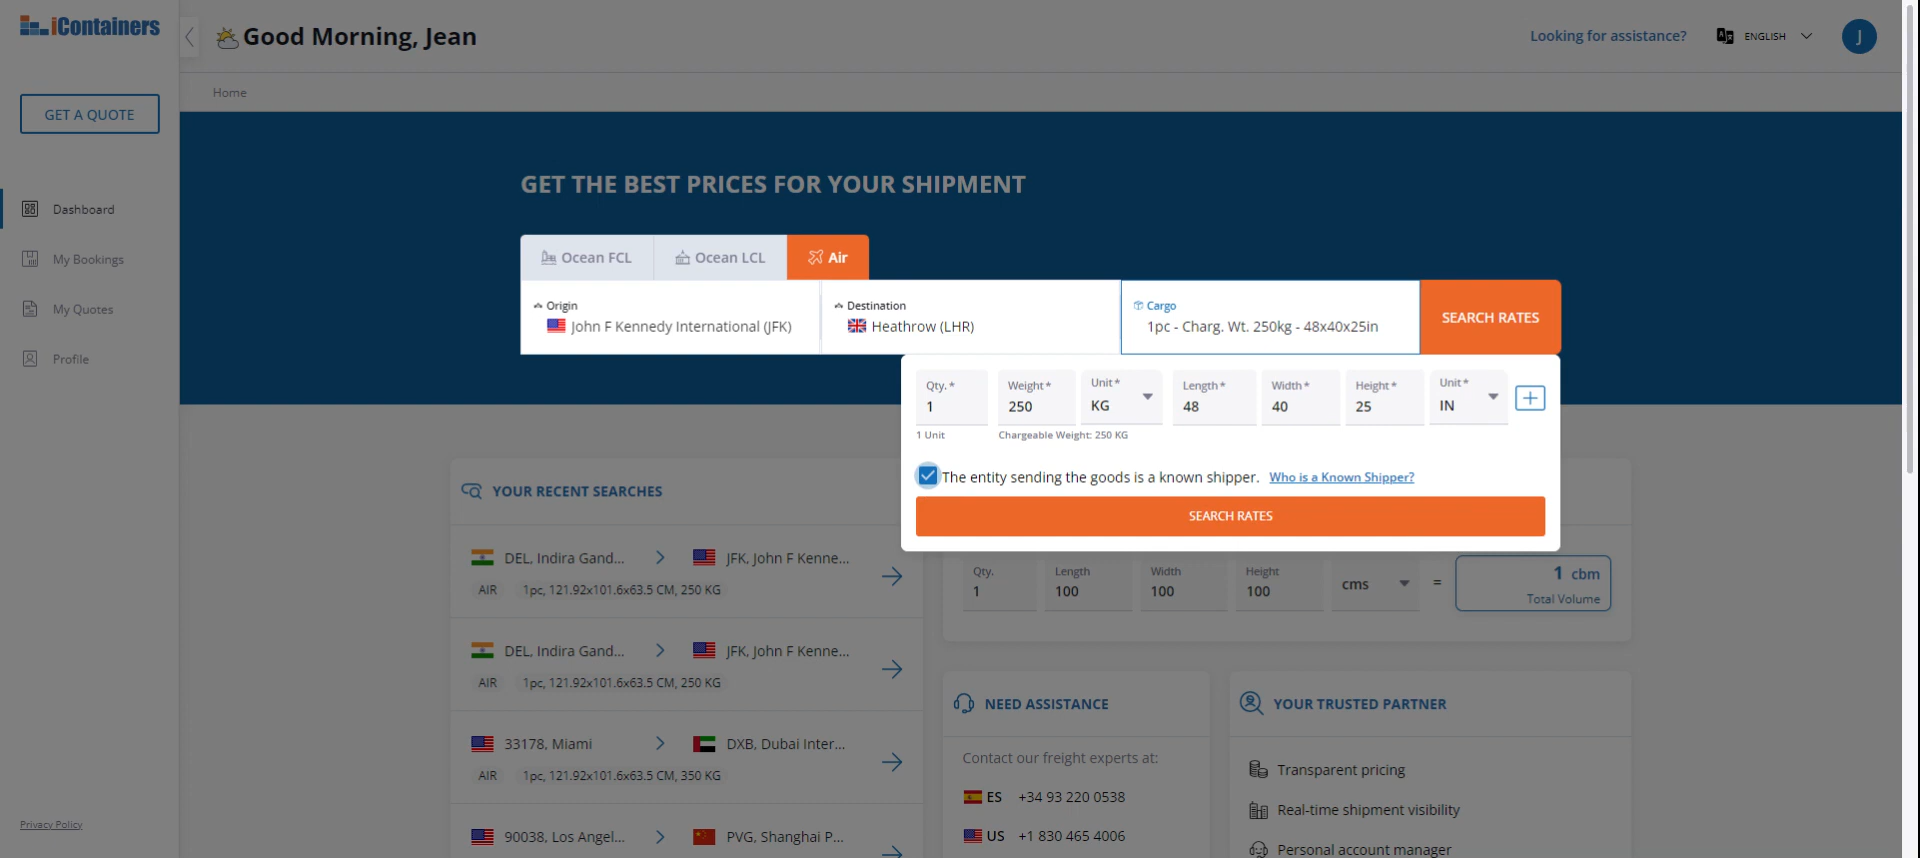 iContainers
Good Morning, Jean
Looking for assistance?
ENGLISH
J
Home
GET A QUOTE
Dashboard
My Bookings
My Quotes
Profile
Privacy Policy
GET THE BEST PRICES FOR YOUR SHIPMENT
Ocean FCL
Ocean LCL
Air
Origin
John F Kennedy International (JFK)
Destination
Heathrow (LHR)
Cargo
1pc - Charg. Wt. 250kg - 48x40x25in
SEARCH RATES
Qty. *
1
Weight *
250
Unit *
KG
Length *
48
Width *
40
Height *
25
Unit *
IN
1 Unit
Chargeable Weight: 250 KG
The entity sending the goods is a known shipper. Who is a Known Shipper?
SEARCH RATES
YOUR RECENT SEARCHES
DEL, Indira Gand...
JFK, John F Kenne...
AIR
1pc, 121.92x101.6x63.5 CM, 250 KG
DEL, Indira Gand...
JFK, John F Kenne...
AIR
1pc, 121.92x101.6x63.5 CM, 250 KG
33178, Miami
DXB, Dubai Inter...
AIR
1pc, 121.92x101.6x63.5 CM, 350 KG
90038, Los Angel...
PVG, Shanghai P...
Qty.
1
Length
100
Width
100
Height
100
cms
=
1 cbm
Total Volume
NEED ASSISTANCE
Contact our freight experts at:
ES +34 93 220 0538
US +1 830 465 4006
YOUR TRUSTED PARTNER
Transparent pricing
Real-time shipment visibility
Personal account manager